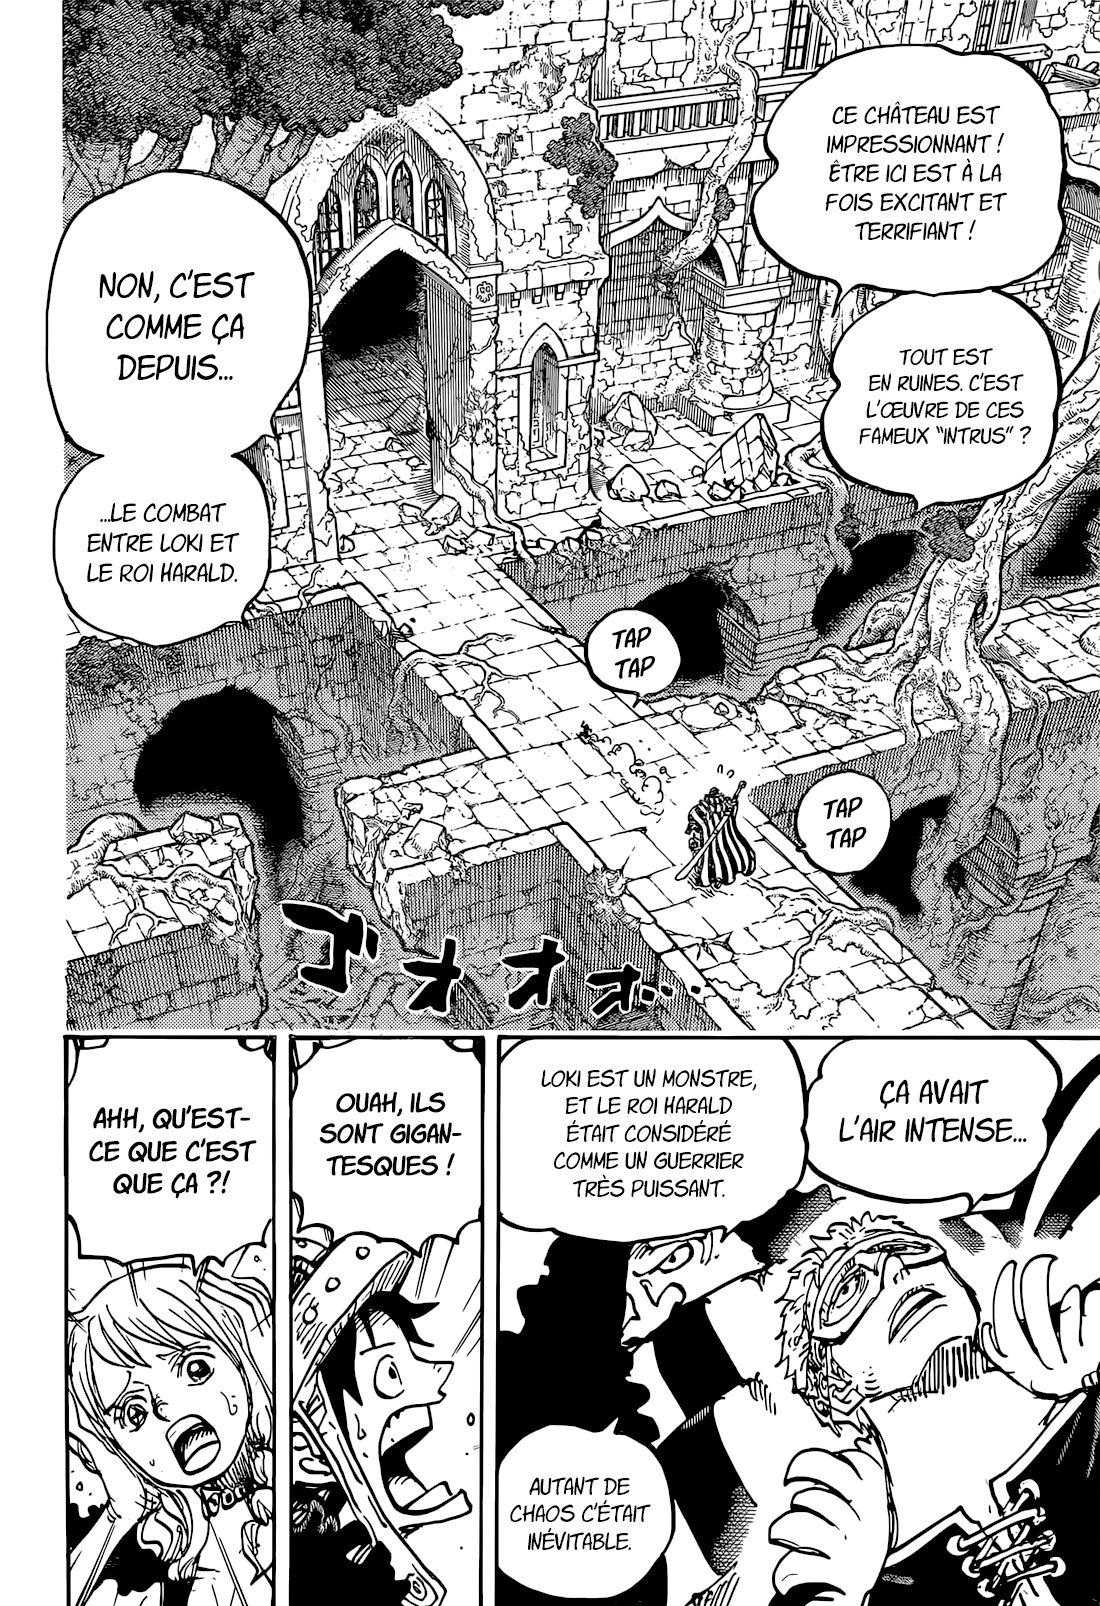 CE CHÂTEAU EST
IMPRESSIONNANT !
ÊTRE ICI EST À LA
FOIS EXCITANT ET
TERRIFIANT !
TOUT EST
EN RUINES. C'EST
L'ŒUVRE DE CES
FAMEUX "INTRUS" ?
NON, C'EST
COMME ÇA
DEPUIS...
...LE COMBAT
ENTRE LOKI ET
LE ROI HARALD.
TAP
TAP
TAP
TAP
ゴオオオ...
ÇA AVAIT
L'AIR INTENSE...
LOKI EST UN MONSTRE,
ET LE ROI HARALD
ÉTAIT CONSIDÉRÉ
COMME UN GUERRIER
TRÈS PUISSANT.
AUTANT DE
CHAOS C'ÉTAIT
INÉVITABLE.
OUAH, ILS
SONT GIGAN-
TESQUES !
AHH, QU'EST-
CE QUE C'EST
QUE ÇA ?!